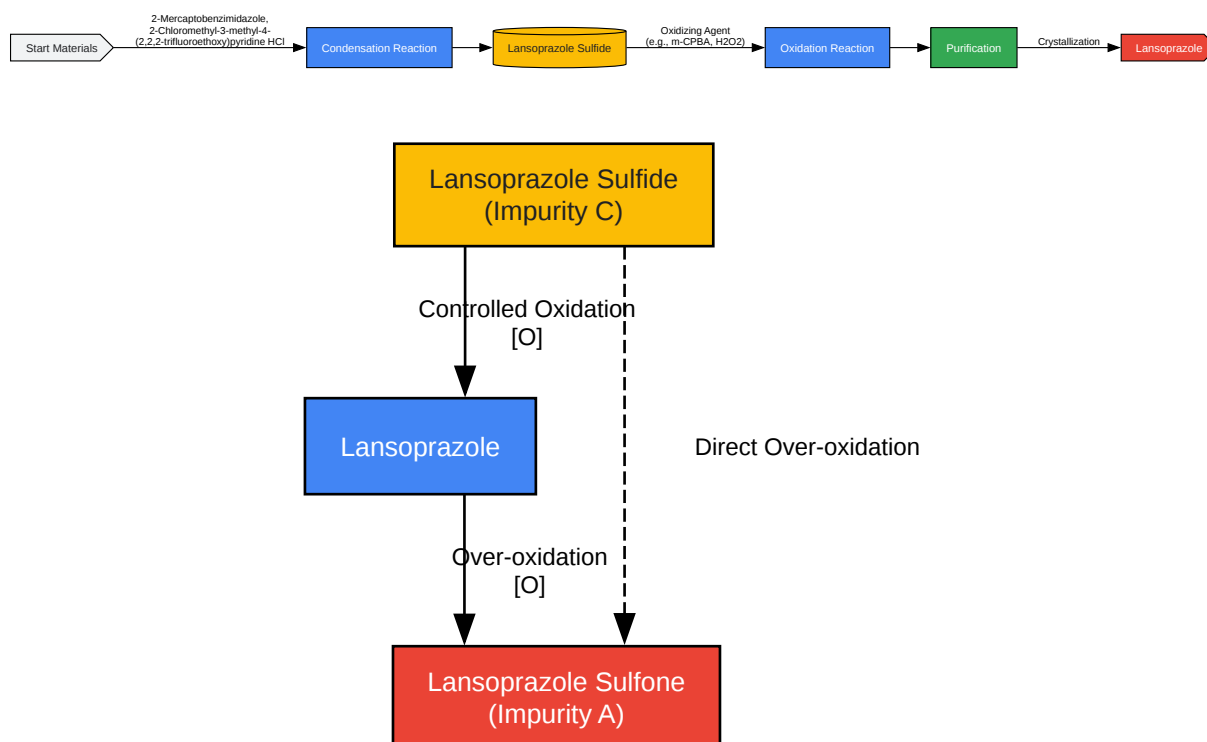 2-Mercaptobenzimidazole,
2-Chloromethyl-3-methyl-4-
(2,2,2-trifluoroethoxy)pyridine HCl
Start Materials
Condensation Reaction
Lansoprazole Sulfide
Oxidizing Agent
(e.g., m-CPBA, H2O2)
Oxidation Reaction
Purification
Crystallization
Lansoprazole
Lansoprazole Sulfide
(Impurity C)
Controlled Oxidation
[O]
Lansoprazole
Direct Over-oxidation
Over-oxidation
[O]
Lansoprazole Sulfone
(Impurity A)